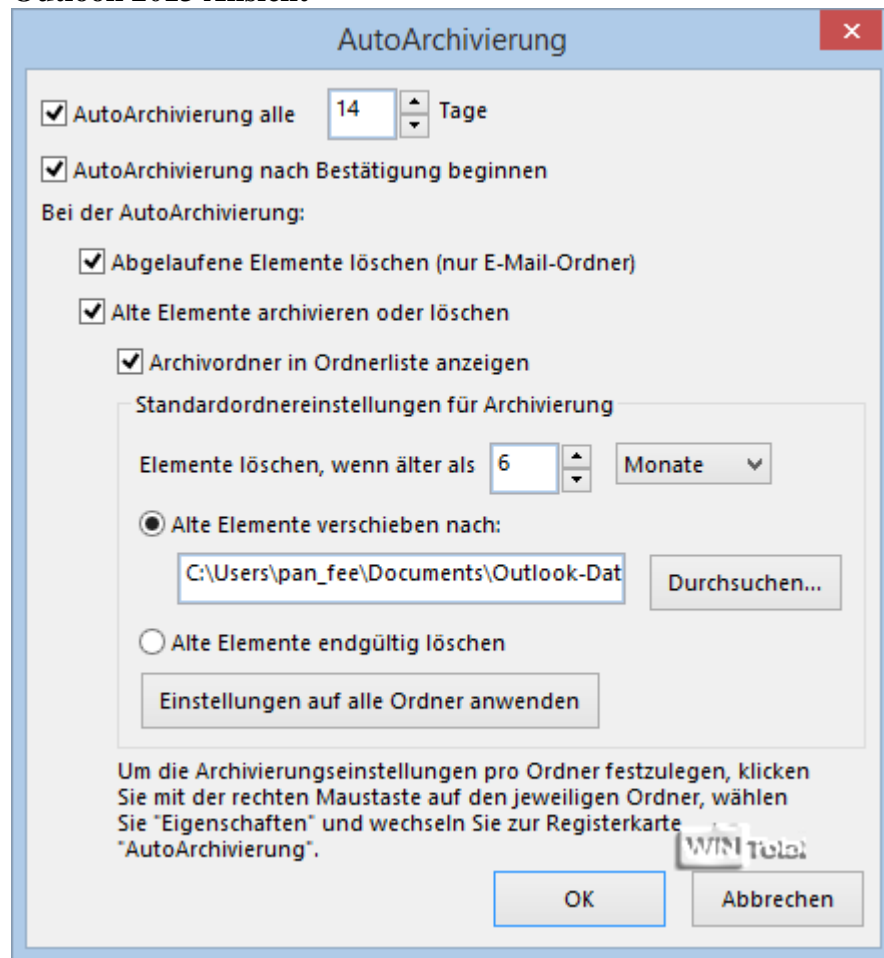 AutoArchivierung
AutoArchivierung alle 14 Tage
AutoArchivierung nach Bestätigung beginnen
Bei der AutoArchivierung:
Abgelaufene Elemente löschen (nur E-Mail-Ordner)
Alte Elemente archivieren oder löschen
Archivordner in Ordnerliste anzeigen
Standardordnereinstellungen für Archivierung
Elemente löschen, wenn älter als 6 Monate
Alte Elemente verschieben nach:
C:\Users\pan_fee\Documents\Outlook-Dat Durchsuchen...
Alte Elemente endgültig löschen
Einstellungen auf alle Ordner anwenden
Um die Archivierungseinstellungen pro Ordner festzulegen, klicken
Sie mit der rechten Maustaste auf den jeweiligen Ordner, wählen
Sie "Eigenschaften" und wechseln Sie zur Registerkarte
"AutoArchivierung".
WIN Total
OK Abbrechen